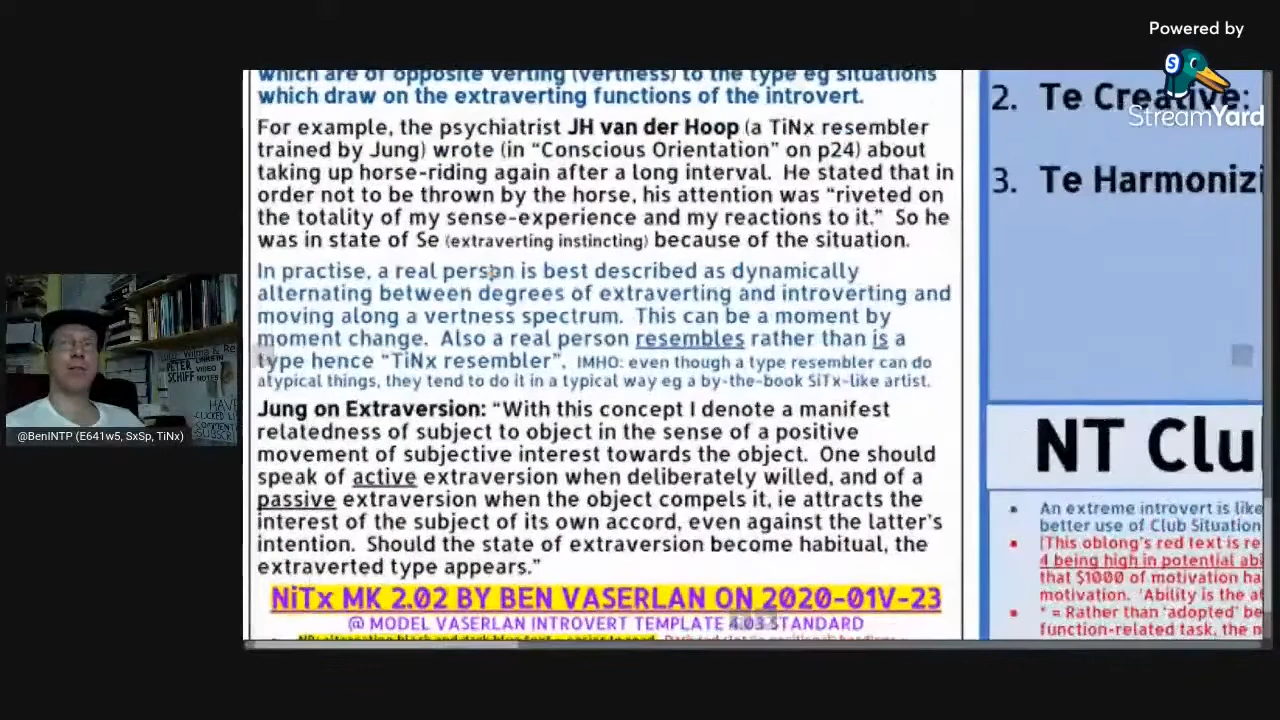 Powered by
StreamYard
which are of opposite verting (vertness) to the type eg situations
which draw on the extraverting functions of the introvert.
For example, the psychiatrist JH van der Hoop (a TiNx resembler
trained by Jung) wrote (in “Conscious Orientation” on p24) about
taking up horse-riding again after a long interval. He stated that in
order not to be thrown by the horse, his attention was “riveted on
the totality of my sense-experience and my reactions to it.” So he
was in state of Se (extraverting instincting) because of the situation.
In practise, a real person is best described as dynamically
alternating between degrees of extraverting and introverting and
moving along a vertness spectrum. This can be a moment by
moment change. Also a real person resembles rather than is a
type hence “TiNx resembler”. IMHO: even though a type resembler can do
atypical things, they tend to do it in a typical way eg a by-the-book SiTx-like artist.
Jung on Extraversion: “With this concept I denote a manifest
relatedness of subject to object in the sense of a positive
movement of subjective interest towards the object. One should
speak of active extraversion when deliberately willed, and of a
passive extraversion when the object compels it, ie attracts the
interest of the subject of its own accord, even against the latter’s
intention. Should the state of extraversion become habitual, the
extraverted type appears.”
NiTx MK 2.02 BY BEN VASERLAN ON 2020-01V-23
@ MODEL VASERLAN INTROVERT TEMPLATE 4.03 STANDARD
2. Te Creative:
3. Te Harmonizi
NT Clu
• An extreme introvert is like
better use of Club Situation
• [This oblong's red text is re
4 being high in potential abi
that $1000 of motivation ha
motivation. 'Ability is the at
• * = Rather than 'adopted' be
function-related task, the m
PETER
SCHIFF
VIDEO
NOTES
HAVE
@BenINTP (E641w5, SxSp, TiNx)